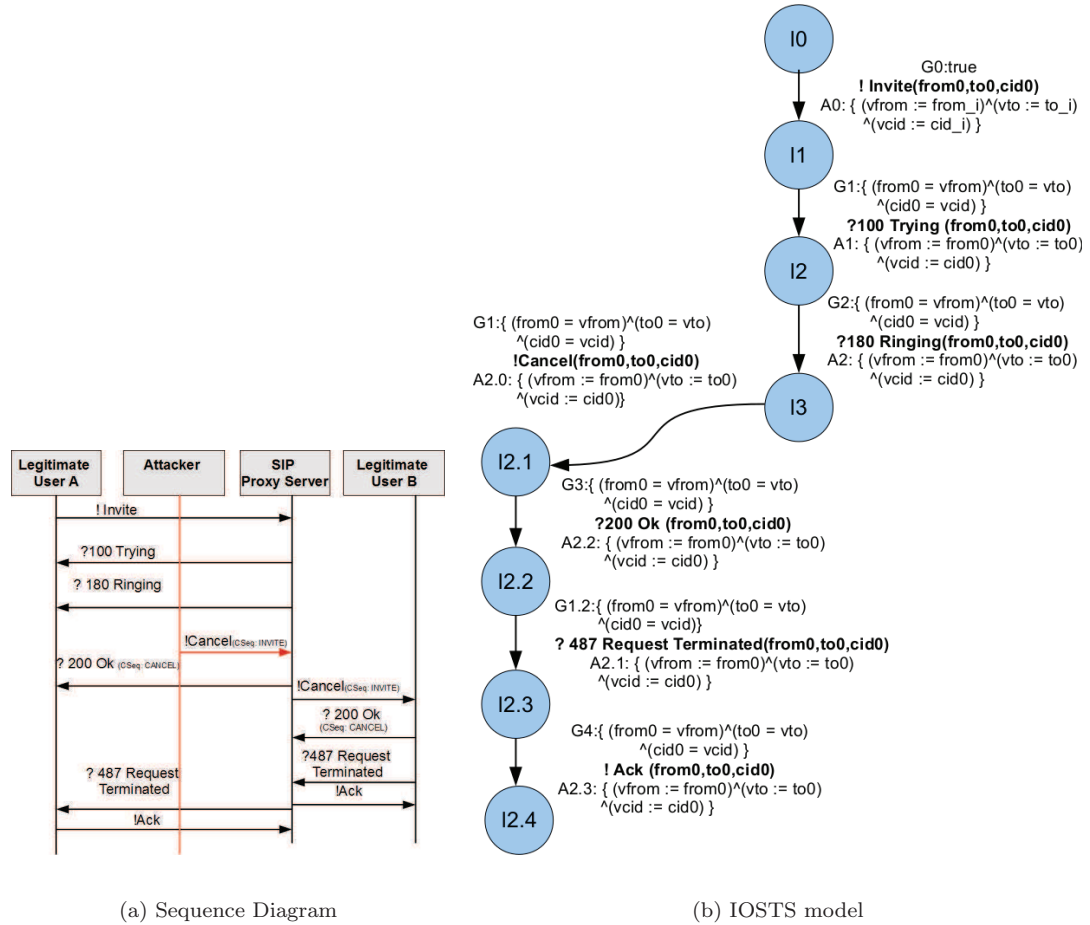 l0
G0:true
! Invite(from0,to0,cid0)
A0: { (vfrom := from_i)^(vto := to_i)
^(vcid := cid_i) }
l1
G1:{ (from0 = vfrom)^(to0 = vto)
^(cid0 = vcid) }
?100 Trying (from0,to0,cid0)
A1: { (vfrom := from0)^(vto := to0)
^(vcid := cid0) }
l2
G2:{ (from0 = vfrom)^(to0 = vto)
^(cid0 = vcid) }
?180 Ringing(from0,to0,cid0)
A2: { (vfrom := from0)^(vto := to0)
^(vcid := cid0) }
l3
G1:{ (from0 = vfrom)^(to0 = vto)
^(cid0 = vcid) }
!Cancel(from0,to0,cid0)
A2.0: { (vfrom := from0)^(vto := to0)
^(vcid := cid0)}
l2.1
G3:{ (from0 = vfrom)^(to0 = vto)
^(cid0 = vcid) }
?200 Ok (from0,to0,cid0)
A2.2: { (vfrom := from0)^(vto := to0)
^(vcid := cid0) }
l2.2
G1.2:{ (from0 = vfrom)^(to0 = vto)
^(cid0 = vcid)}
? 487 Request Terminated(from0,to0,cid0)
A2.1: { (vfrom := from0)^(vto := to0)
^(vcid := cid0) }
l2.3
G4:{ (from0 = vfrom)^(to0 = vto)
^(cid0 = vcid) }
! Ack (from0,to0,cid0)
A2.3: { (vfrom := from0)^(vto := to0)
^(vcid := cid0) }
l2.4
Legitimate
User A
Attacker
SIP
Proxy Server
Legitimate
User B
! Invite
?100 Trying
? 180 Ringing
!Cancel(CSeq: INVITE)
? 200 Ok (CSeq: CANCEL)
!Cancel(CSeq: INVITE)
? 200 Ok
(CSeq: CANCEL)
?487 Request
Terminated
? 487 Request
Terminated
!Ack
!Ack
(a) Sequence Diagram
(b) IOSTS model